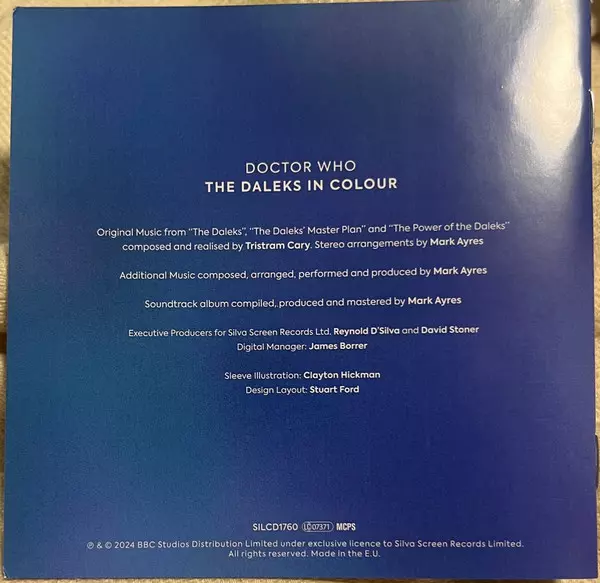 DOCTOR WHO
THE DALEKS IN COLOUR
Original Music from "The Daleks", "The Daleks' Master Plan" and "The Power of the Daleks"
composed and realised by Tristram Cary. Stereo arrangements by Mark Ayres
Additional Music composed, arranged, performed and produced by Mark Ayres
Soundtrack album compiled, produced and mastered by Mark Ayres
Executive Producers for Silva Screen Records Ltd. Reynold D'Silva and David Stoner
Digital Manager: James Borrer
Sleeve Illustration: Clayton Hickman
Design Layout: Stuart Ford
SILCD1760 LC 07371 MCPS
℗ & © 2024 BBC Studios Distribution Limited under exclusive licence to Silva Screen Records Limited.
All rights reserved. Made in the E.U.